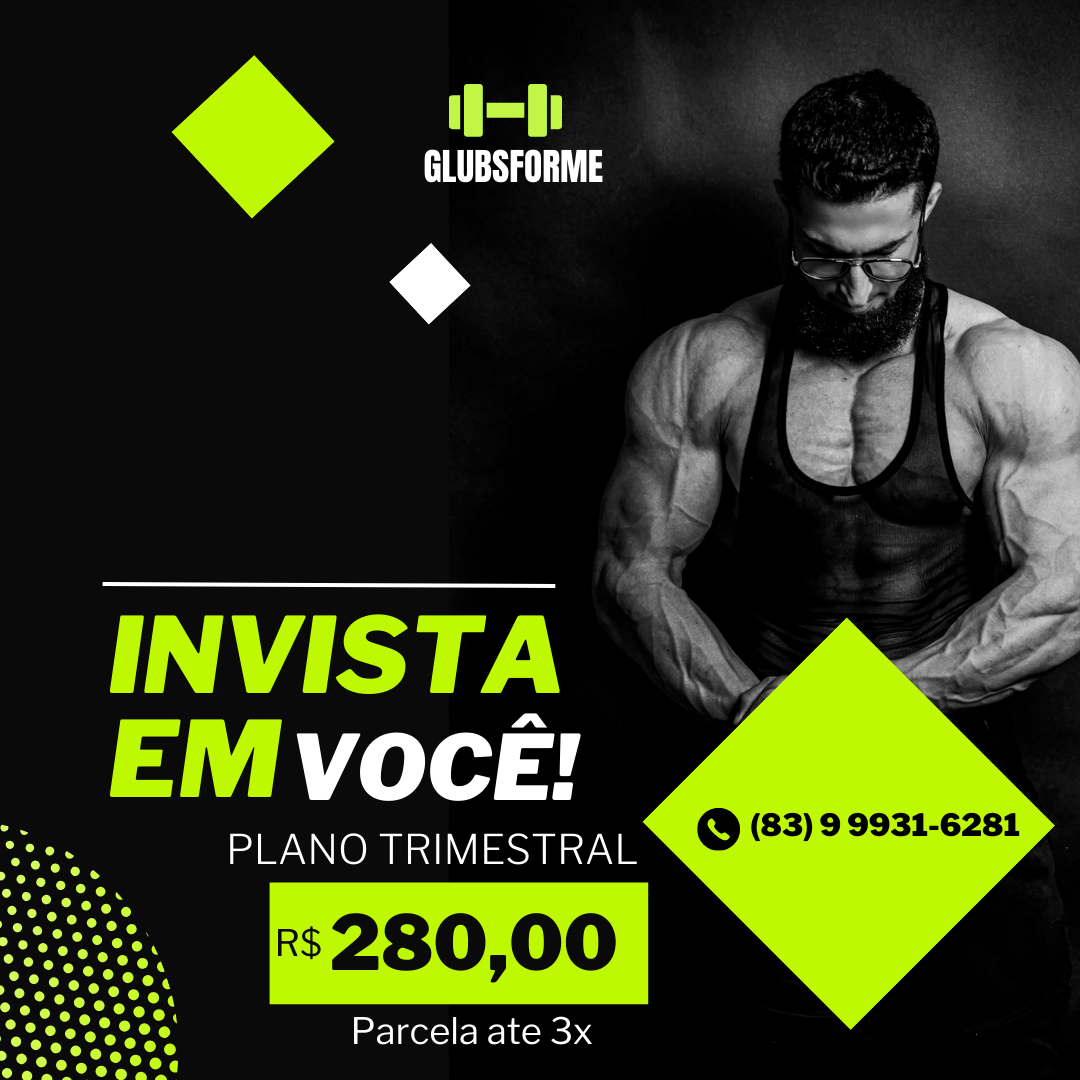 GLUBSFORME
INVISTA
EM VOCÊ!
PLANO TRIMESTRAL
R$ 280,00
Parcela ate 3x
(83) 9 9931-6281